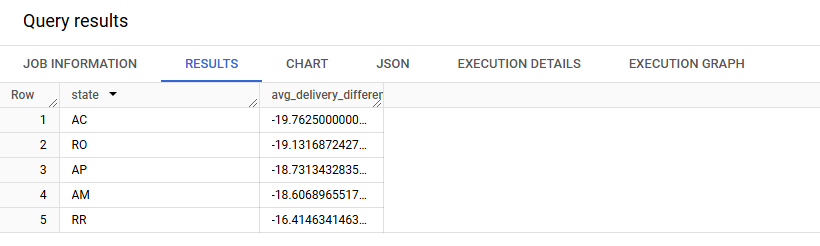 Query results
JOB INFORMATION RESULTS CHART JSON EXECUTION DETAILS EXECUTION GRAPH
Row state avg_delivery_differen
1 AC -19.7625000000...
2 RO -19.1316872427...
3 AP -18.7313432835...
4 AM -18.6068965517...
5 RR -16.4146341463...